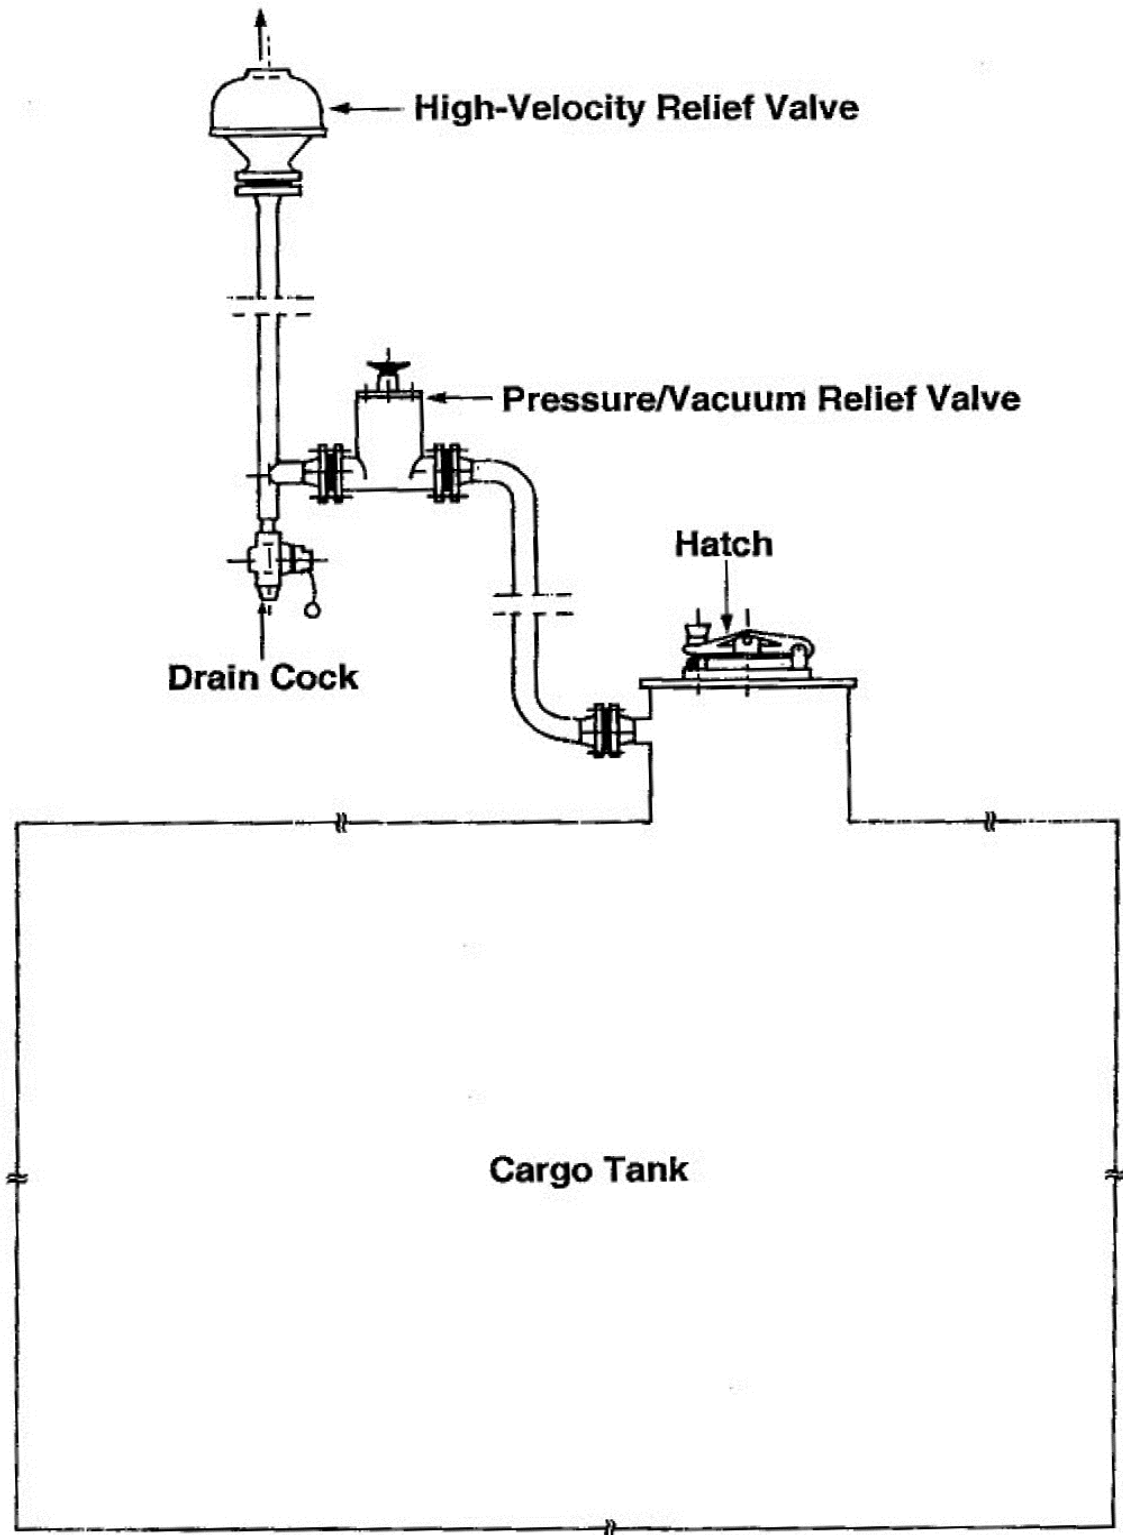 High-Velocity Relief Valve
Pressure/Vacuum Relief Valve
Hatch
Drain Cock
Cargo Tank